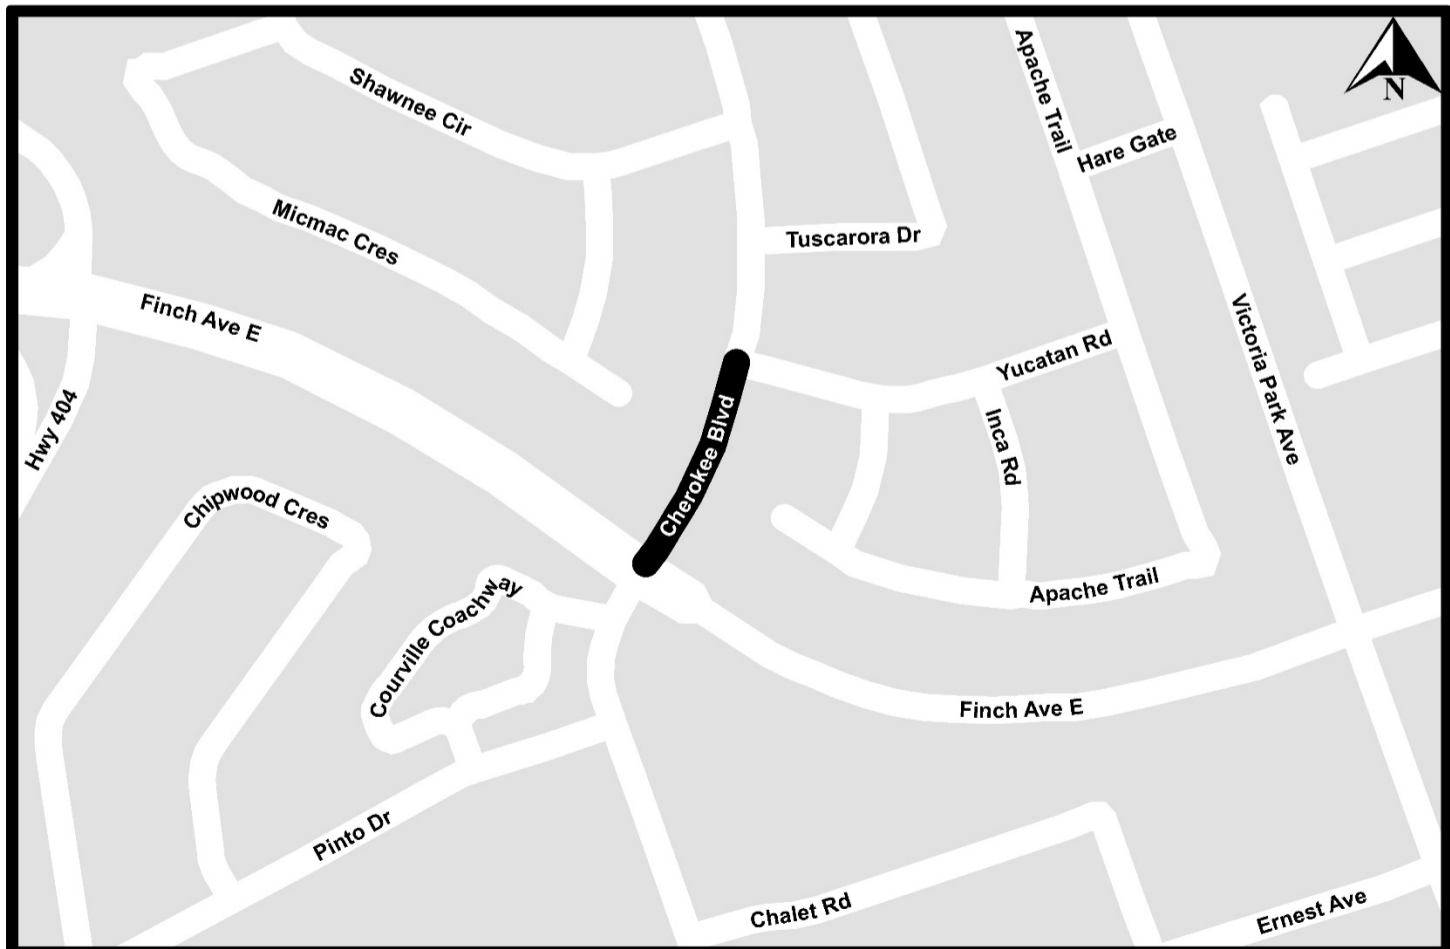 Apache Trail
N
Shawnee Cir
Hare Gate
Micmac Cres
Tuscarora Dr
Finch Ave E
Yucatan Rd
Victoria Park Ave
Hwy 404
Cherokee Blvd
Inca Rd
Chipwood Cres
Apache Trail
Courville Coachway
Finch Ave E
Pinto Dr
Chalet Rd
Ernest Ave